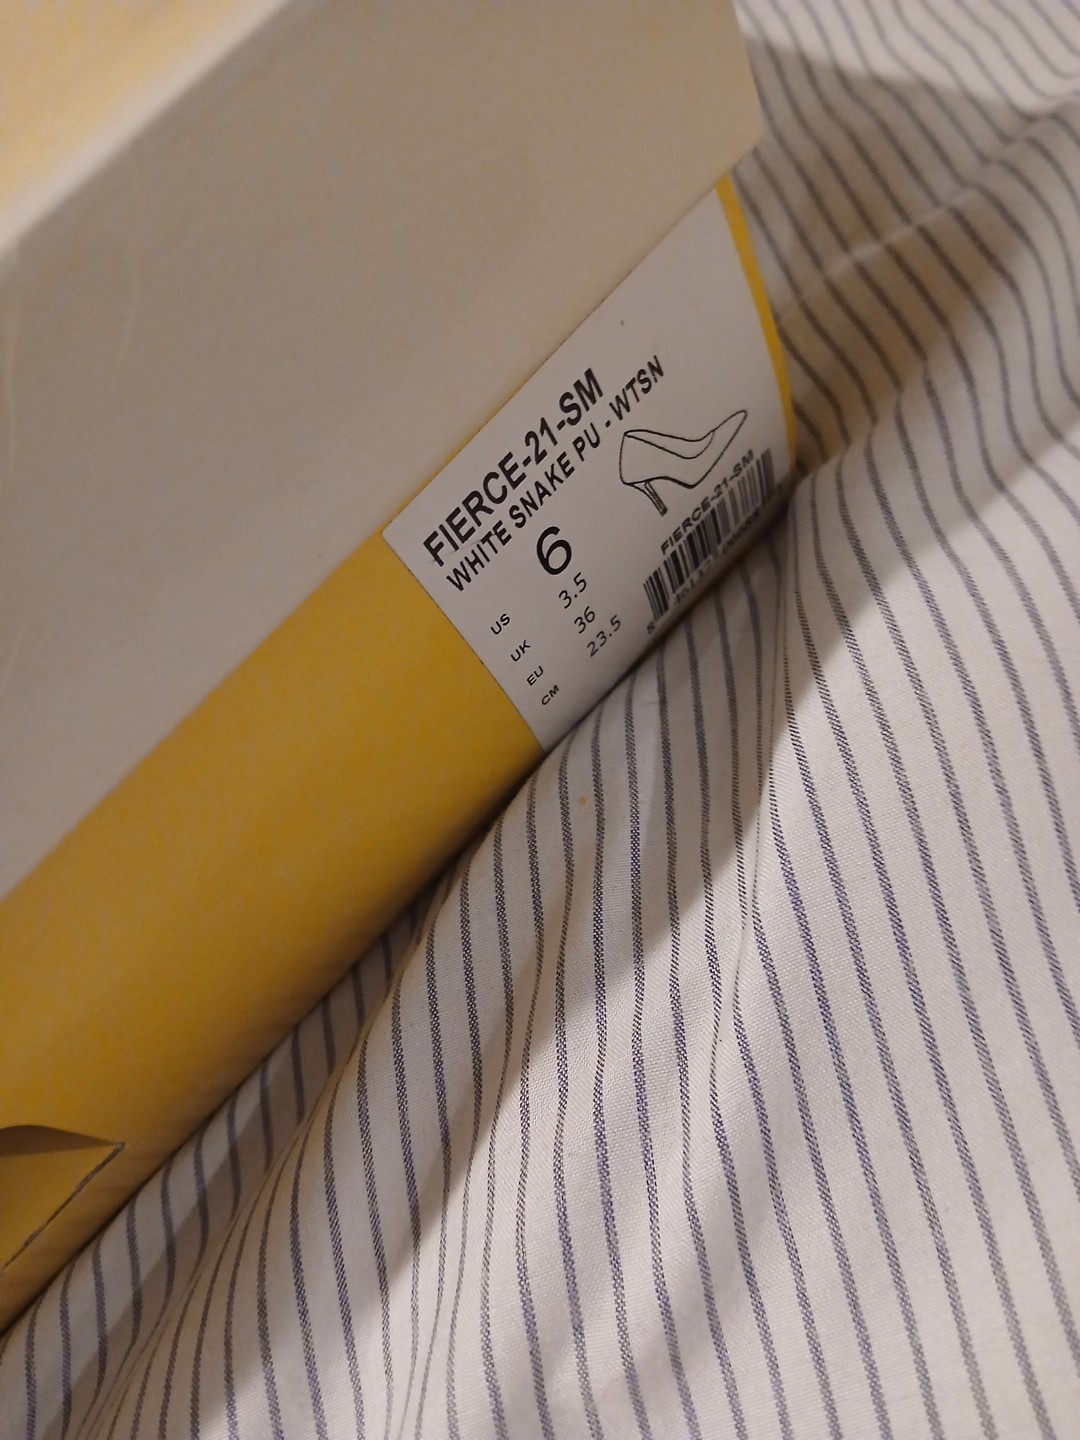 FIERCE-21-SM
WHITE SNAKE PU - WTSN
US 6
UK 3.5
EU 36
CM 23.5
FIERCE-21-SM